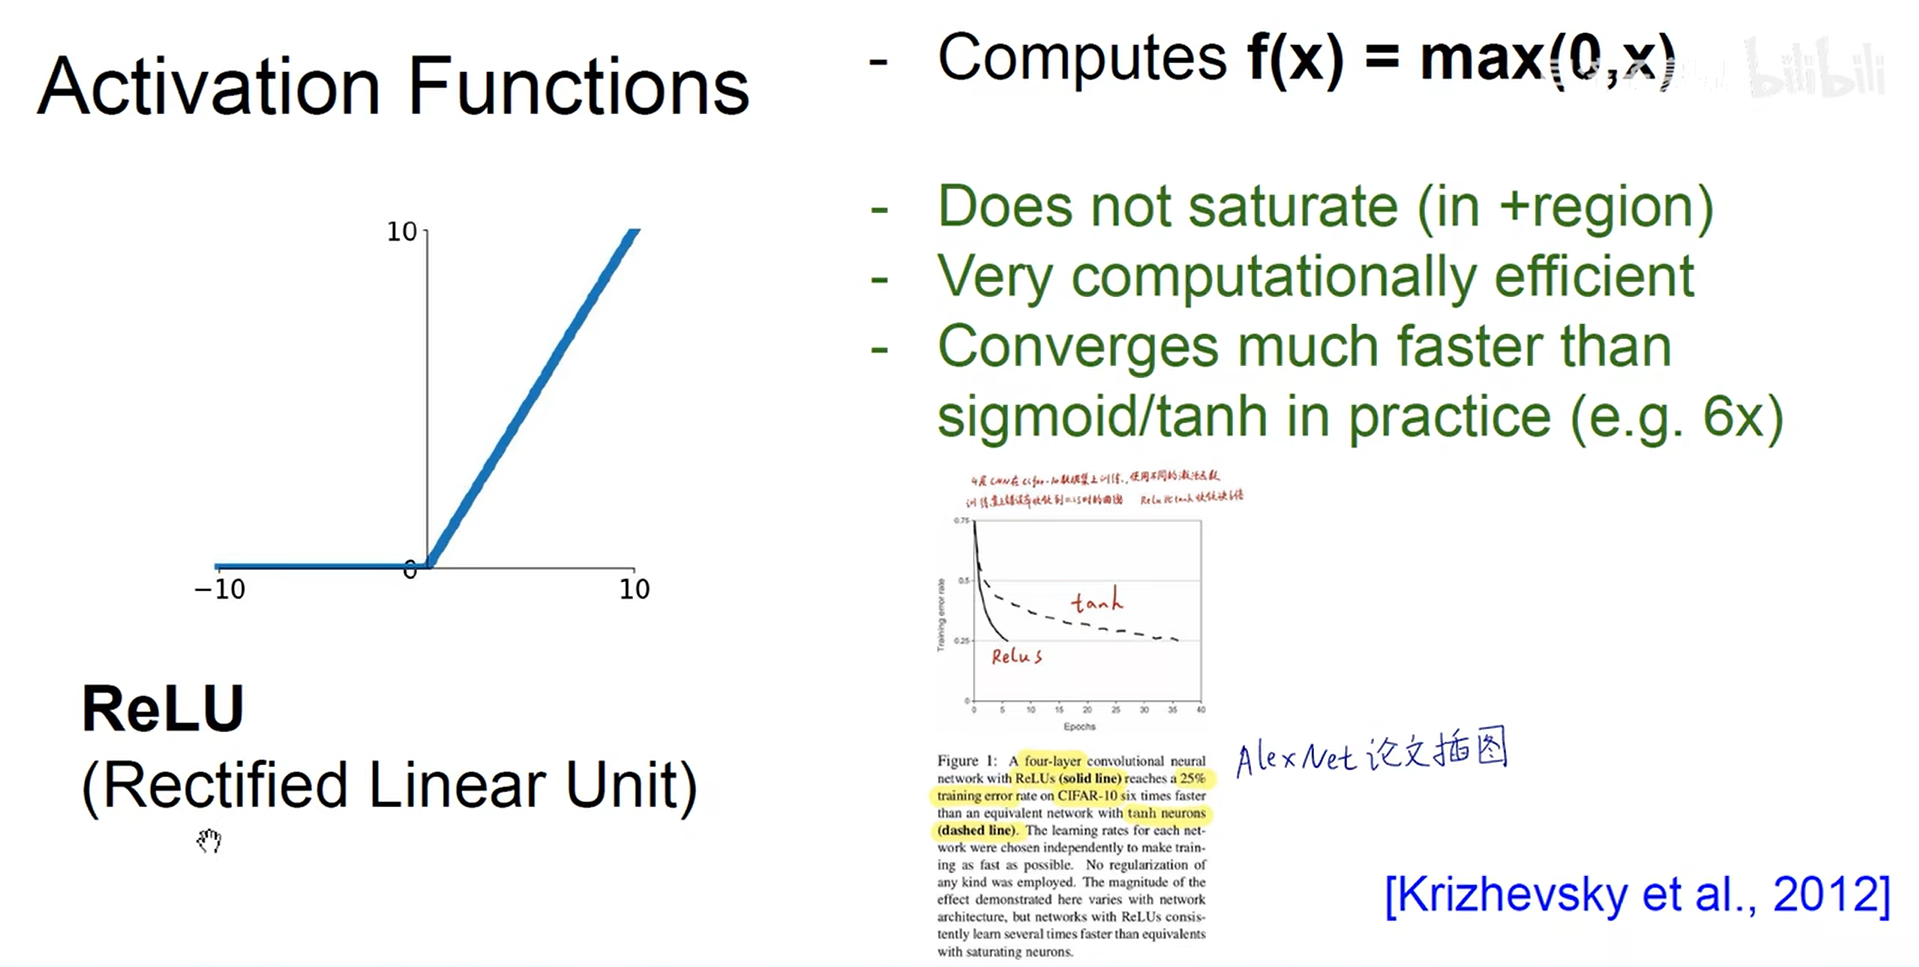 Activation Functions
10
0
−10
10
ReLU
(Rectified Linear Unit)
- Computes f(x) = max(0,x)
bilibili
- Does not saturate (in +region)
- Very computationally efficient
- Converges much faster than
sigmoid/tanh in practice (e.g. 6x)
4层CNN在Cifar-10数据集上训练,使用不同的激活函数
训练集上错误率收敛到0.25时的曲图 Relu比tanh收敛快6倍
0.75
0.5
0.25
0
Training error rate
tanh
Relus
0 5 10 15 20 25 30 35 40
Epochs
Figure 1: A four-layer convolutional neural
network with ReLUs (solid line) reaches a 25%
training error rate on CIFAR-10 six times faster
than an equivalent network with tanh neurons
(dashed line). The learning rates for each net-
work were chosen independently to make train-
ing as fast as possible. No regularization of
any kind was employed. The magnitude of the
effect demonstrated here varies with network
architecture, but networks with ReLUs consis-
tently learn several times faster than equivalents
with saturating neurons.
AlexNet 论文插图
[Krizhevsky et al., 2012]